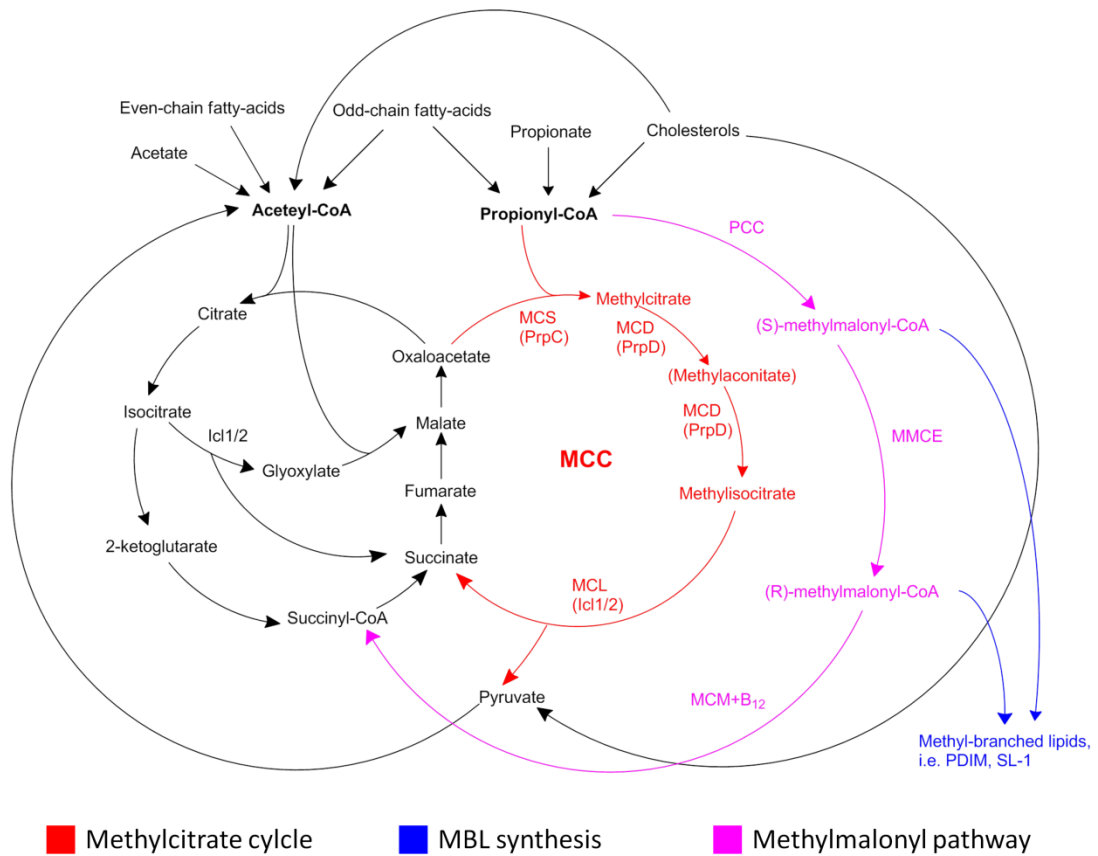 Even-chain fatty-acids
Odd-chain fatty-acids
Propionate
Cholesterols
Acetate
Aceteyl-CoA
Propionyl-CoA
PCC
Citrate
Methylcitrate
MCS
(PrpC)
MCD
(PrpD)
(S)-methylmalonyl-CoA
Oxaloacetate
(Methylaconitate)
Isocitrate
Icl1/2
Malate
MCD
(PrpD)
MMCE
Glyoxylate
MCC
Fumarate
Methylisocitrate
2-ketoglutarate
Succinate
MCL
(Icl1/2)
(R)-methylmalonyl-CoA
Succinyl-CoA
Pyruvate
MCM+B12
Methyl-branched lipids,
i.e. PDIM, SL-1
Methylcitrate cylcle
MBL synthesis
Methylmalonyl pathway